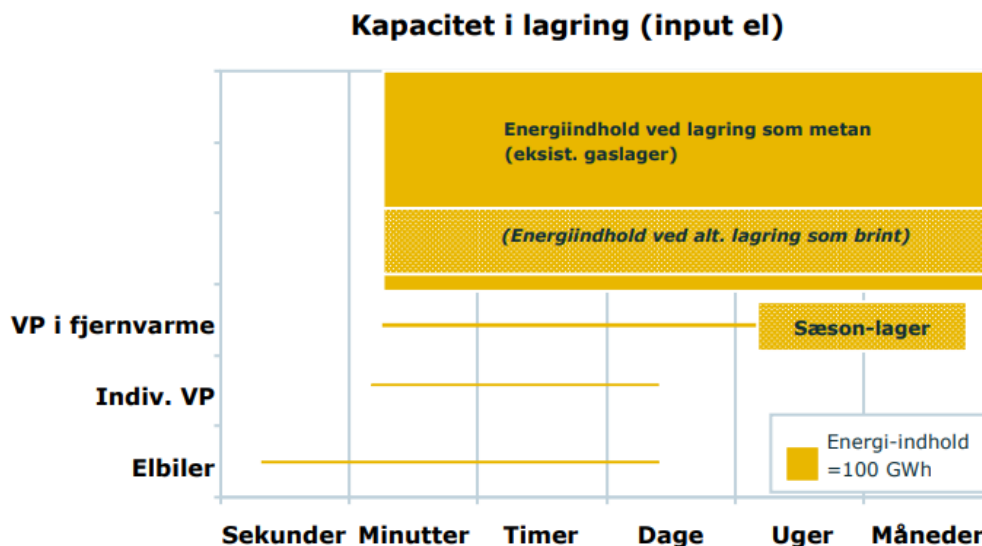 Kapacitet i lagring (input el)
Energiindhold ved lagring som metan
(eksist. gaslager)
(Energiindhold ved alt. lagring som brint)
VP i fjernvarme
Sæson-lager
Indiv. VP
Energi-indhold
=100 GWh
Elbiler
Sekunder Minutter Timer Dage Uger Måneder